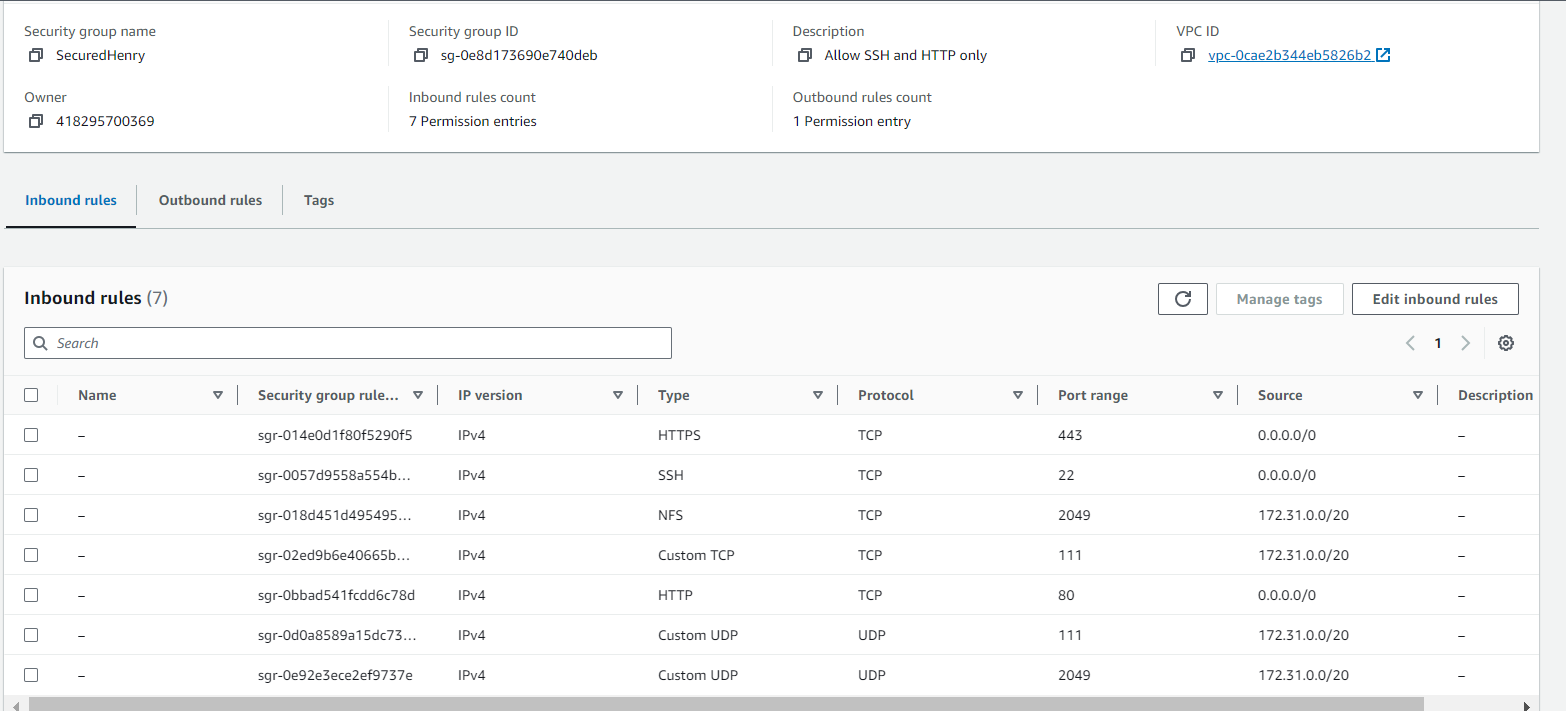 Security group name
SecuredHenry
Security group ID
sg-0e8d173690e740deb
Description
Allow SSH and HTTP only
VPC ID
vpc-0cae2b344eb5826b2
Owner
418295700369
Inbound rules count
7 Permission entries
Outbound rules count
1 Permission entry
Inbound rules Outbound rules Tags
Inbound rules (7)
Manage tags Edit inbound rules
Search
1
Name Security group rule... IP version Type Protocol Port range Source Description
– sgr-014e0d1f80f5290f5 IPv4 HTTPS TCP 443 0.0.0.0/0 –
– sgr-0057d9558a554b... IPv4 SSH TCP 22 0.0.0.0/0 –
– sgr-018d451d495495... IPv4 NFS TCP 2049 172.31.0.0/20 –
– sgr-02ed9b6e40665b... IPv4 Custom TCP TCP 111 172.31.0.0/20 –
– sgr-0bbad541fcdd6c78d IPv4 HTTP TCP 80 0.0.0.0/0 –
– sgr-0d0a8589a15dc73... IPv4 Custom UDP UDP 111 172.31.0.0/20 –
– sgr-0e92e3ece2ef9737e IPv4 Custom UDP UDP 2049 172.31.0.0/20 –